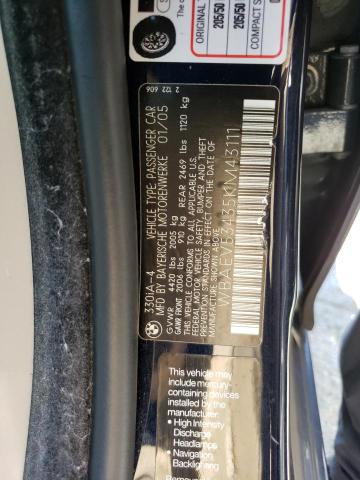 The c
ORIGINAL
205/50
205/50
COMPACT S
330iA-4 VEHICLE TYPE: PASSENGER CAR
MFD BY BAYERISCHE MOTORENWERKE 01/05
GVWR 4420 lbs 2005 kg
GAWR FRONT 2006 lbs 910 kg REAR 2469 lbs 1120 kg
THIS VEHICLE CONFORMS TO ALL APPLICABLE U.S.
FEDERAL MOTOR VEHICLE SAFETY, BUMPER AND THEFT
PREVENTION STANDARDS IN EFFECT ON THE DATE OF
MANUFACTURE SHOWN ABOVE
2 122 606
This vehicle may
include mercury-
containing devices
installed by the
manufacturer:
• High Intensity
Discharge
Headlamps
• Navigation
Backlighting